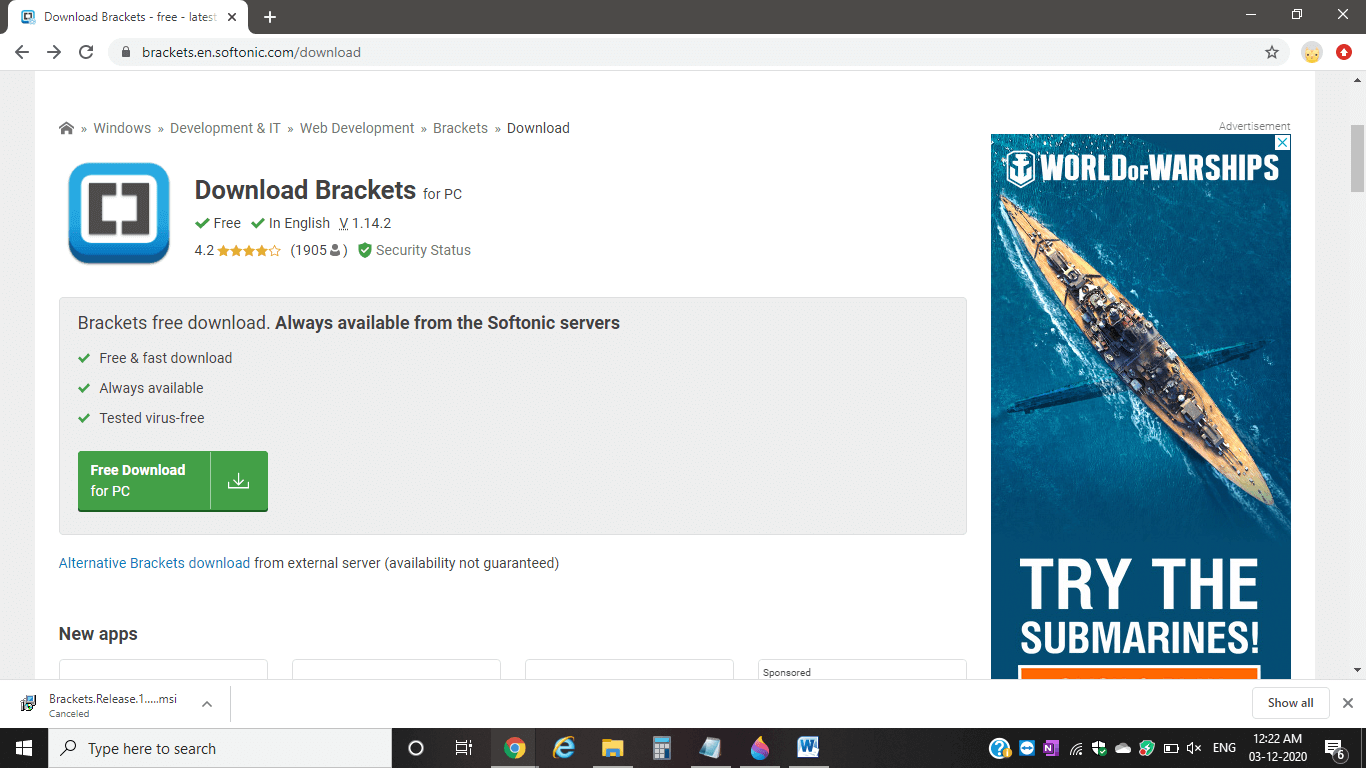 Download Brackets - free - latest
brackets.en.softonic.com/download
» Windows » Development & IT » Web Development » Brackets » Download
Advertisement
WORLD OF WARSHIPS
Download Brackets for PC
Free In English V 1.14.2
4.2 (1905 ) Security Status
Brackets free download. Always available from the Softonic servers
Free & fast download
Always available
Tested virus-free
Free Download
for PC
Alternative Brackets download from external server (availability not guaranteed)
TRY THE
SUBMARINES!
New apps
Sponsored
Brackets.Release.1.....msi
Canceled
Show all
Type here to search
ENG
12:22 AM
03-12-2020
6